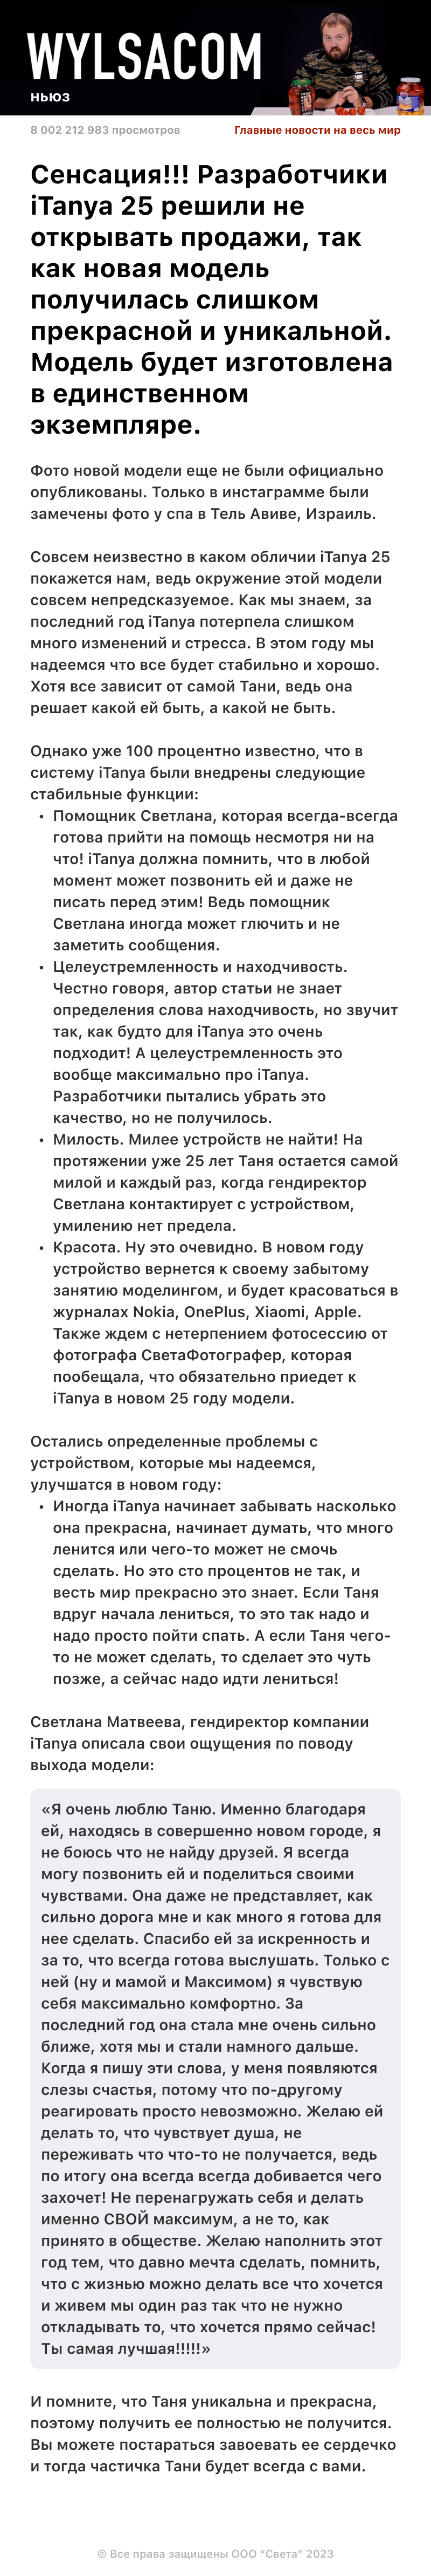 WYLSACOM
НЬЮЗ
8 002 212 983 просмотров
Главные новости на весь мир
Сенсация!!! Разработчики
iTanya 25 решили не
открывать продажи, так
как новая модель
получилась слишком
прекрасной и уникальной.
Модель будет изготовлена
в единственном
экземпляре.
Фото новой модели еще не были официально
опубликованы. Только в инстаграмме были
замечены фото у спа в Тель Авиве, Израиль.
Совсем неизвестно в каком обличии iTanya 25
покажется нам, ведь окружение этой модели
совсем непредсказуемое. Как мы знаем, за
последний год iTanya потерпела слишком
много изменений и стресса. В этом году мы
надеемся что все будет стабильно и хорошо.
Хотя все зависит от самой Тани, ведь она
решает какой ей быть, а какой не быть.
Однако уже 100 процентно известно, что в
систему iTanya были внедрены следующие
стабильные функции:
• Помощник Светлана, которая всегда-всегда
готова прийти на помощь несмотря ни на
что! iTanya должна помнить, что в любой
момент может позвонить ей и даже не
писать перед этим! Ведь помощник
Светлана иногда может глючить и не
заметить сообщения.
• Целеустремленность и находчивость.
Честно говоря, автор статьи не знает
определения слова находчивость, но звучит
так, как будто для iTanya это очень
подходит! А целеустремленность это
вообще максимально про iTanya.
Разработчики пытались убрать это
качество, но не получилось.
• Милость. Милее устройств не найти! На
протяжении уже 25 лет Таня остается самой
милой и каждый раз, когда гендиректор
Светлана контактирует с устройством,
умилению нет предела.
• Красота. Ну это очевидно. В новом году
устройство вернется к своему забытому
занятию моделингом, и будет красоваться в
журналах Nokia, OnePlus, Xiaomi, Apple.
Также ждем с нетерпением фотосессию от
фотографа СветаФотографер, которая
пообещала, что обязательно приедет к
iTanya в новом 25 году модели.
Остались определенные проблемы с
устройством, которые мы надеемся,
улучшатся в новом году:
• Иногда iTanya начинает забывать насколько
она прекрасна, начинает думать, что много
ленится или чего-то может не смочь
сделать. Но это сто процентов не так, и
весть мир прекрасно это знает. Если Таня
вдруг начала лениться, то это так надо и
надо просто пойти спать. А если Таня чего-
то не может сделать, то сделает это чуть
позже, а сейчас надо идти лениться!
Светлана Матвеева, гендиректор компании
iTanya описала свои ощущения по поводу
выхода модели:
«Я очень люблю Таню. Именно благодаря
ей, находясь в совершенно новом городе, я
не боюсь что не найду друзей. Я всегда
могу позвонить ей и поделиться своими
чувствами. Она даже не представляет, как
сильно дорога мне и как много я готова для
нее сделать. Спасибо ей за искренность и
за то, что всегда готова выслушать. Только с
ней (ну и мамой и Максимом) я чувствую
себя максимально комфортно. За
последний год она стала мне очень сильно
ближе, хотя мы и стали намного дальше.
Когда я пишу эти слова, у меня появляются
слезы счастья, потому что по-другому
реагировать просто невозможно. Желаю ей
делать то, что чувствует душа, не
переживать что что-то не получается, ведь
по итогу она всегда всегда добивается чего
захочет! Не перенагружать себя и делать
именно СВОЙ максимум, а не то, как
принято в обществе. Желаю наполнить этот
год тем, что давно мечта сделать, помнить,
что с жизнью можно делать все что хочется
и живем мы один раз так что не нужно
откладывать то, что хочется прямо сейчас!
Ты самая лучшая!!!!!»
И помните, что Таня уникальна и прекрасна,
поэтому получить ее полностью не получится.
Вы можете постараться завоевать ее сердечко
и тогда частичка Тани будет всегда с вами.
© Все права защищены ООО “Света” 2023